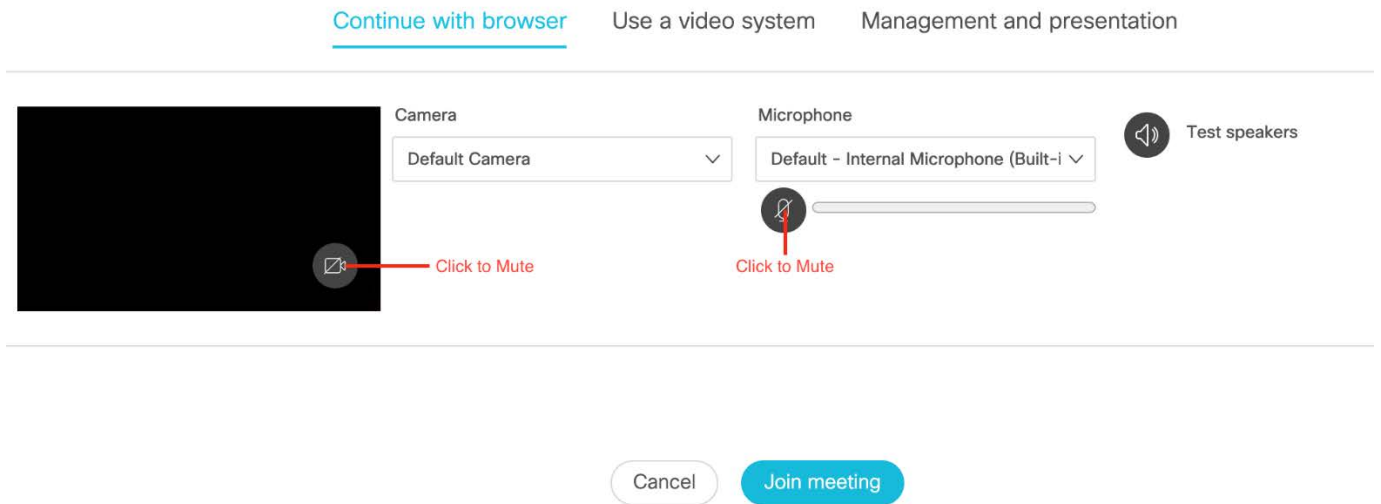 Continue with browser Use a video system Management and presentation
Camera Microphone
Test speakers
Default Camera Default - Internal Microphone (Built-i
Click to Mute Click to Mute
Cancel Join meeting